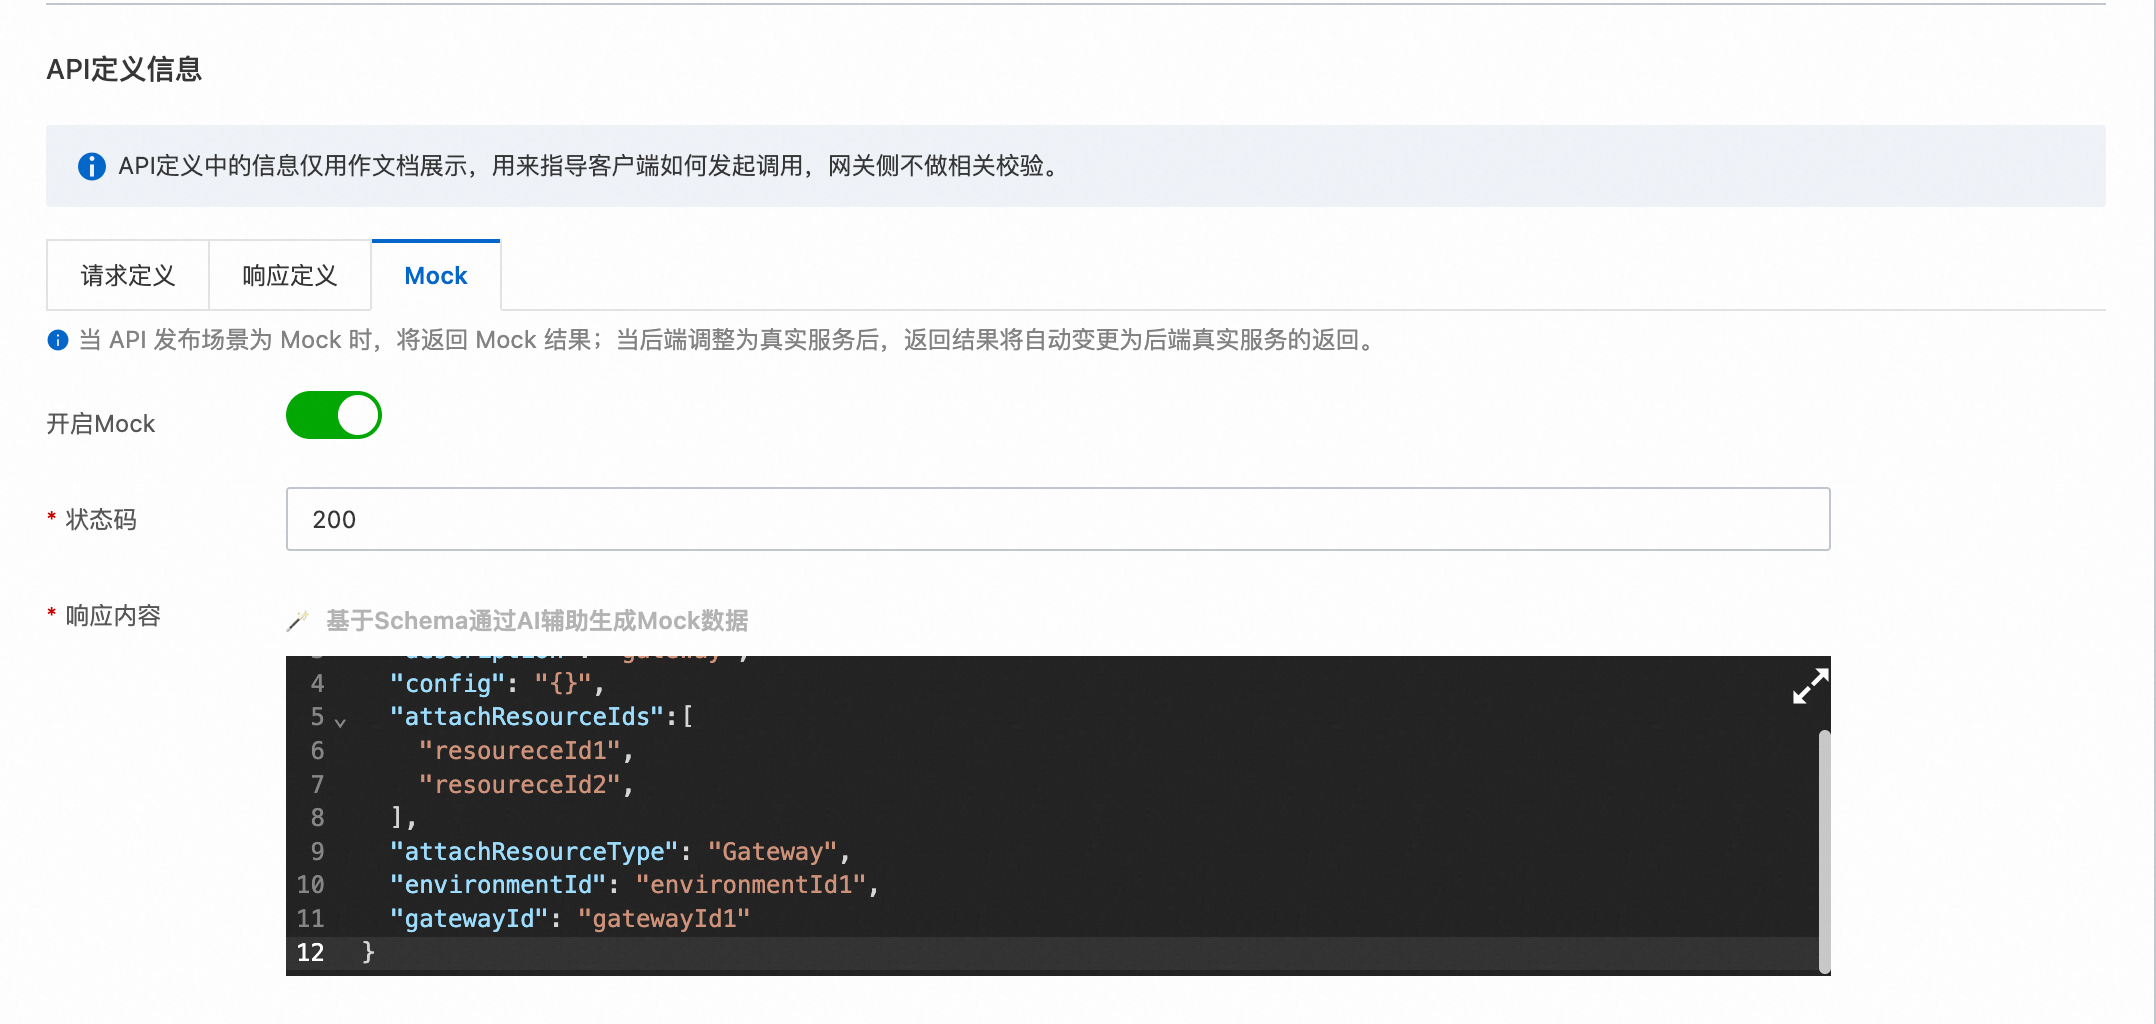 API定义信息
API定义中的信息仅用作文档展示，用来指导客户端如何发起调用，网关侧不做相关校验。
请求定义 响应定义 Mock
当 API 发布场景为 Mock 时，将返回 Mock 结果；当后端调整为真实服务后，返回结果将自动变更为后端真实服务的返回。
开启Mock
* 状态码 200
* 响应内容 基于Schema通过AI辅助生成Mock数据
3 "description": "gateway",
4 "config": "{}",
5 "attachResourceIds":[
6 "resoureceId1",
7 "resoureceId2",
8 ],
9 "attachResourceType": "Gateway",
10 "environmentId": "environmentId1",
11 "gatewayId": "gatewayId1"
12 }